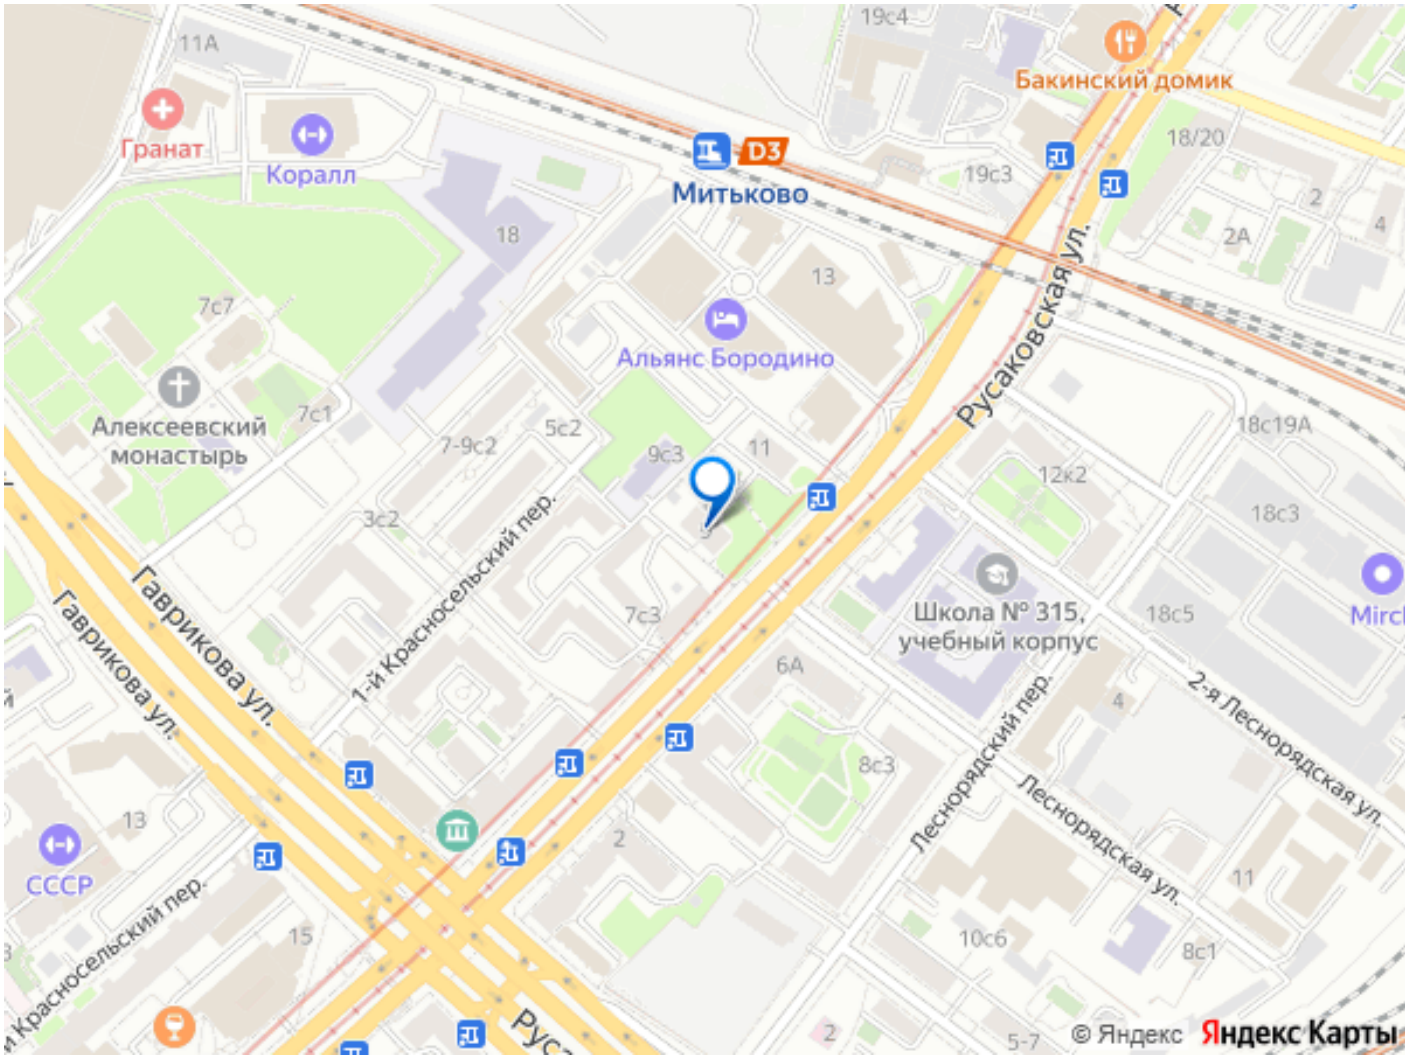 19с4
11А
Бакинский домик
Гранат
Коралл
D3
Митьково
18/20
19с3
2
4
2А
18
13
7с7
Альянс Бородино
Русаковская ул.
Алексеевский
монастырь
7с1
5с2
7-9с2
9с3
11
18с19А
12к2
3с2
18с3
9
1-й Красносельский пер.
Гаврикова ул.
Гаврикова ул.
Школа № 315,
учебный корпус
7с3
18с5
6А
4
8с3
2-я Леснорядская ул.
Леснорядский пер.
Леснорядская ул.
13
2
СССР
11
15
10с6
8с1
й Красносельский пер.
2
5-7
© Яндекс
Яндекс Карты